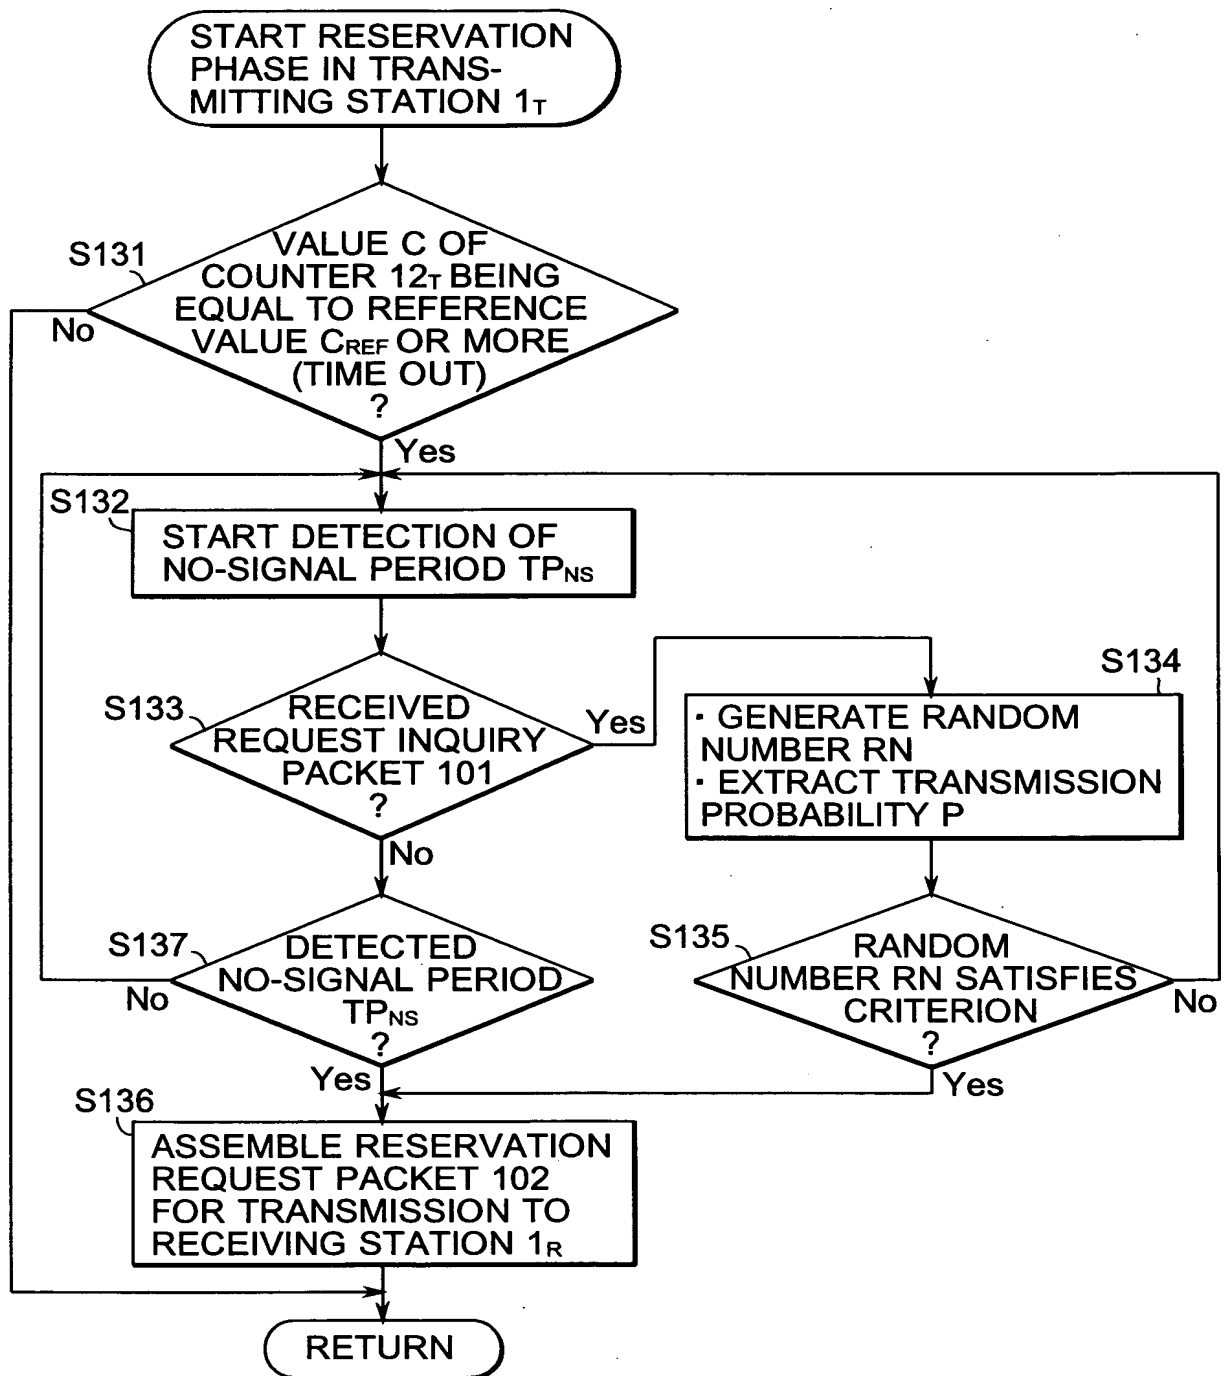 START RESERVATION
PHASE IN TRANS-
MITTING STATION 1T
S131
VALUE C OF
COUNTER 12T BEING
EQUAL TO REFERENCE
VALUE CREF OR MORE
(TIME OUT)
?
No
Yes
S132
START DETECTION OF
NO-SIGNAL PERIOD TPNS
S133
RECEIVED
REQUEST INQUIRY
PACKET 101
?
Yes
No
S134
· GENERATE RANDOM
NUMBER RN
· EXTRACT TRANSMISSION
PROBABILITY P
S135
RANDOM
NUMBER RN SATISFIES
CRITERION
?
No
Yes
S137
DETECTED
NO-SIGNAL PERIOD
TPNS
?
No
Yes
S136
ASSEMBLE RESERVATION
REQUEST PACKET 102
FOR TRANSMISSION TO
RECEIVING STATION 1R
RETURN